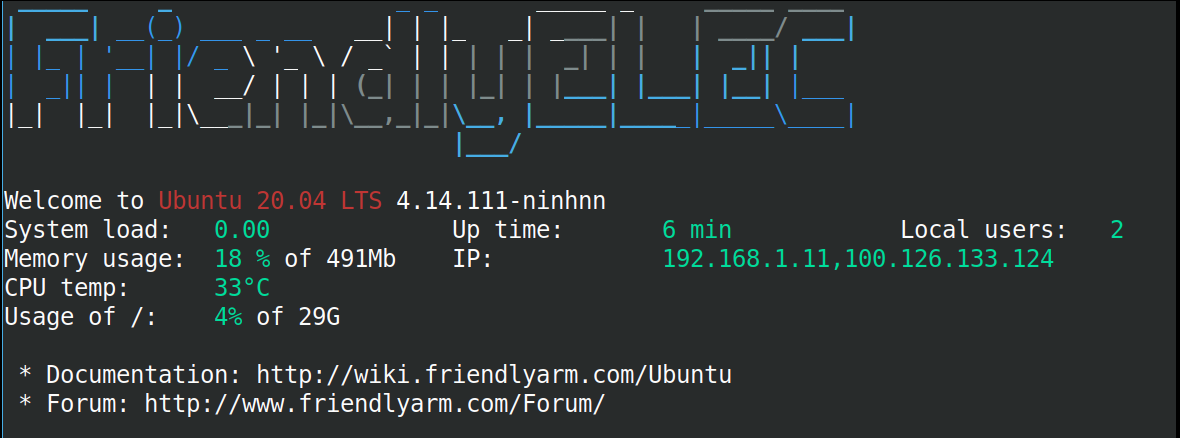 FriendlyELEC
Welcome to Ubuntu 20.04 LTS 4.14.111-ninhnn
System load: 0.00 Up time: 6 min Local users: 2
Memory usage: 18 % of 491Mb IP: 192.168.1.11,100.126.133.124
CPU temp: 33°C
Usage of /: 4% of 29G
* Documentation: http://wiki.friendlyarm.com/Ubuntu
* Forum: http://www.friendlyarm.com/Forum/